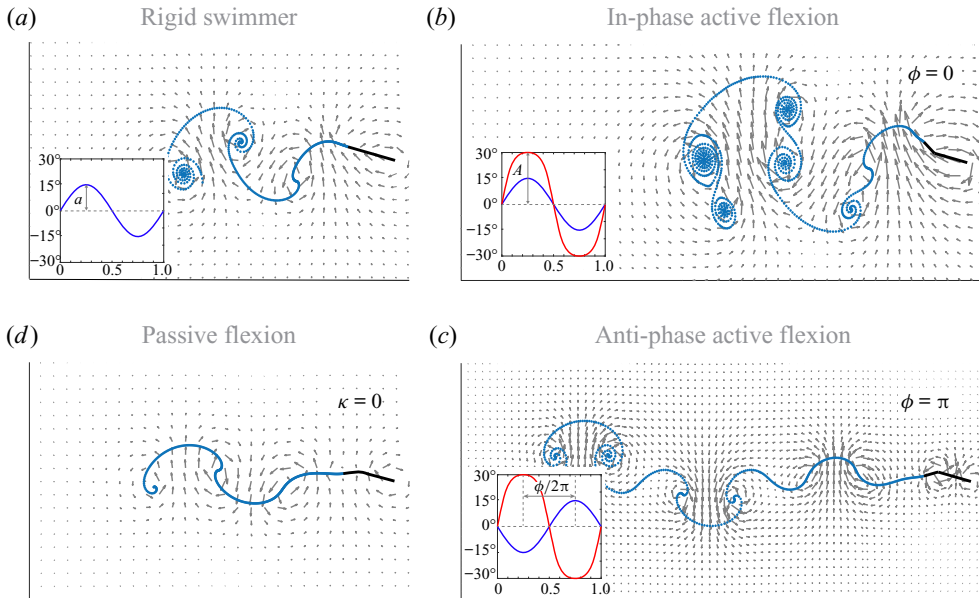 (a) Rigid swimmer
30°
15°
0°
−15°
−30°
a
0 0.5 1.0
(b) In-phase active flexion
ϕ = 0
30°
15°
0°
−15°
−30°
A
0 0.5 1.0
(d) Passive flexion
κ = 0
(c) Anti-phase active flexion
ϕ = π
30°
15°
0°
−15°
−30°
ϕ/2π
0 0.5 1.0